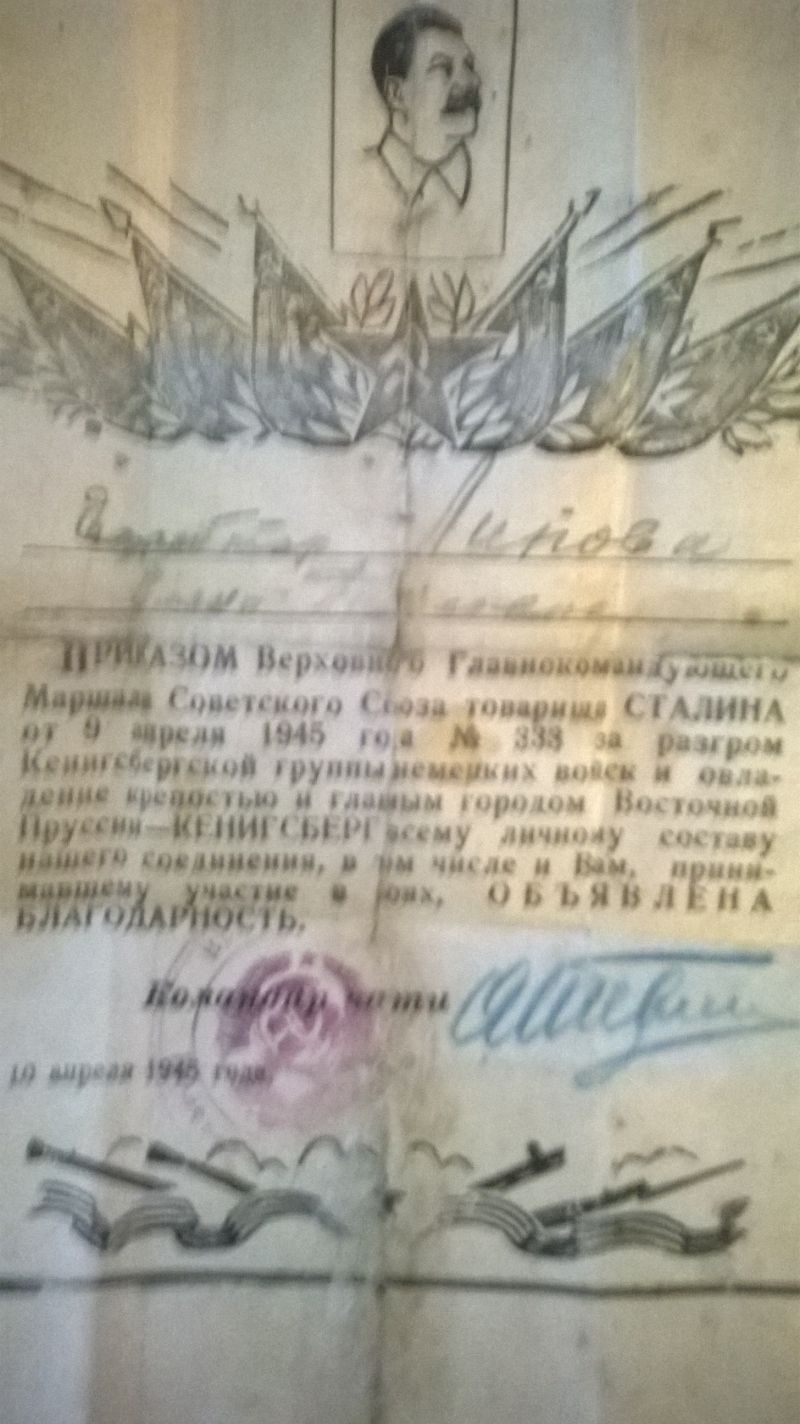 ПРИКАЗОМ Верховного Главнокомандующего
Маршала Советского Союза товарища СТАЛИНА
от 9 апреля 1945 года № 333 за разгром
Кенигсбергской группы немецких войск и овла-
дение крепостью и главным городом Восточной
Пруссии—КЕНИГСБЕРГ всему личному составу
нашего соединения, в том числе и Вам, прини-
мавшему участие в боях, ОБЪЯВЛЕНА
БЛАГОДАРНОСТЬ.
Командир части
10 апреля 1945 года.